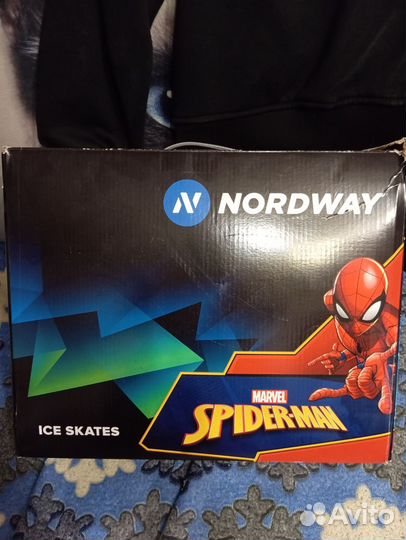 NORDWAY
MARVEL
SPIDER-MAN
ICE SKATES
Avito